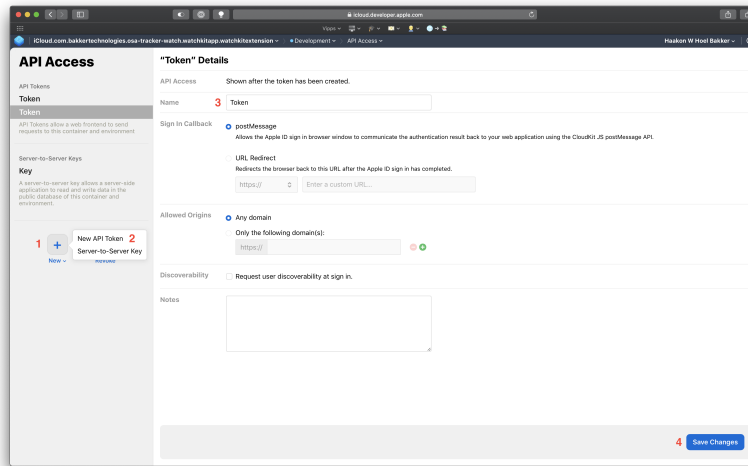 icloud.developer.apple.com
Vipps
iCloud.com.bakkertechnologies.osa-tracker-watch.watchkitapp.watchkitextension
Development
API Access
Haakon W Hoel Bakker
API Access
"Token" Details
API Tokens
Token
Token
API Tokens allow a web frontend to send
requests to this container and environment
Server-to-Server Keys
Key
A server-to-server key allows a server-side
application to read and write data in the
public database of this container and
environment.
1
+
New API Token 2
Server-to-Server Key
New
Revoke
API Access
Shown after the token has been created.
Name
3
Token
Sign In Callback
postMessage
Allows the Apple ID sign in browser window to communicate the authentication result back to your web application using the CloudKit JS postMessage API.
URL Redirect
Redirects the browser back to this URL after the Apple ID sign in has completed.
https://
Enter a custom URL...
Allowed Origins
Any domain
Only the following domain(s):
https://
Discoverability
Request user discoverability at sign in.
Notes
4
Save Changes